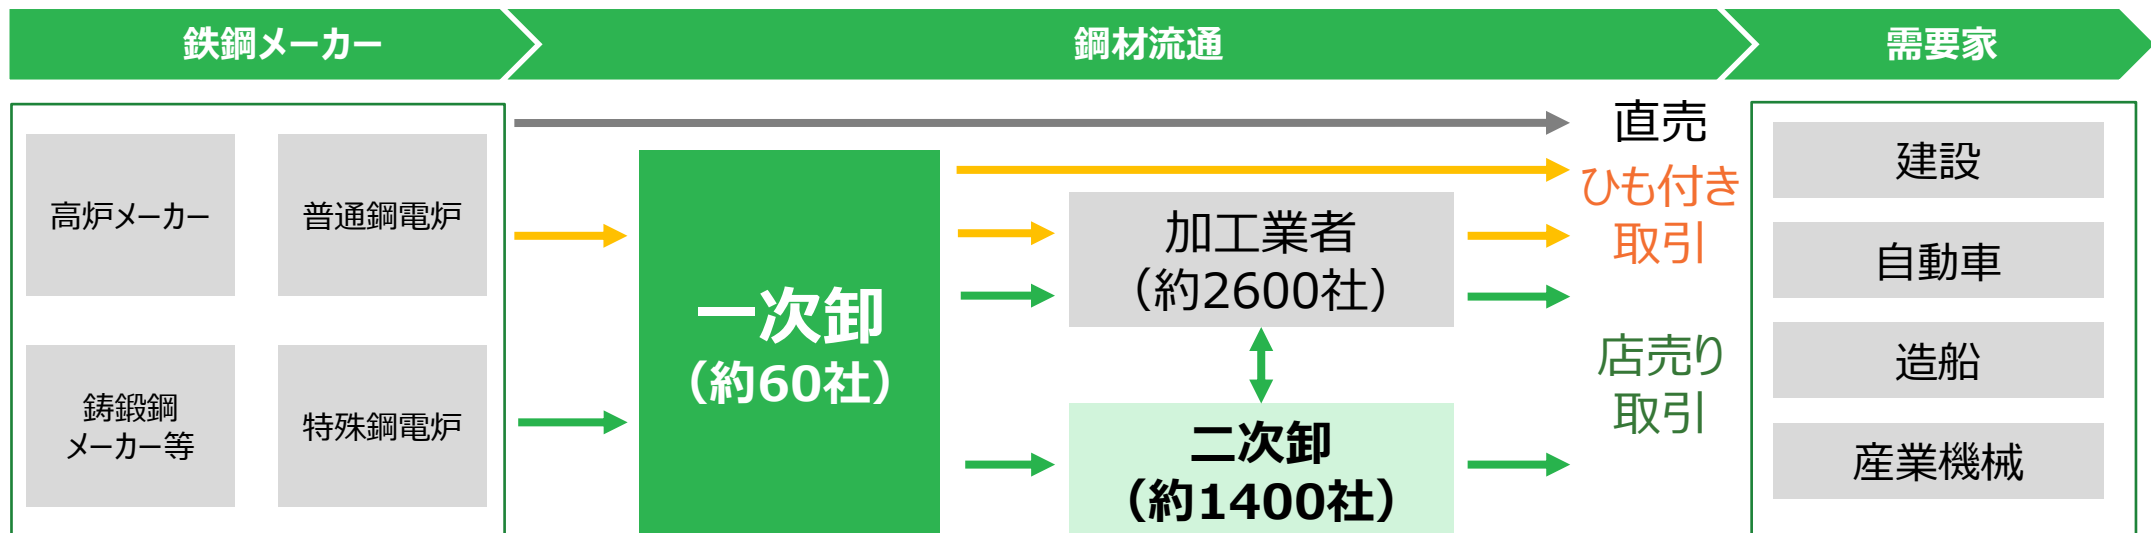 鉄鋼メーカー
鋼材流通
需要家
高炉メーカー
普通鋼電炉
鋳鍛鋼
メーカー等
特殊鋼電炉
一次卸
（約60社）
加工業者
（約2600社）
二次卸
（約1400社）
直売
ひも付き
取引
店売り
取引
建設
自動車
造船
産業機械